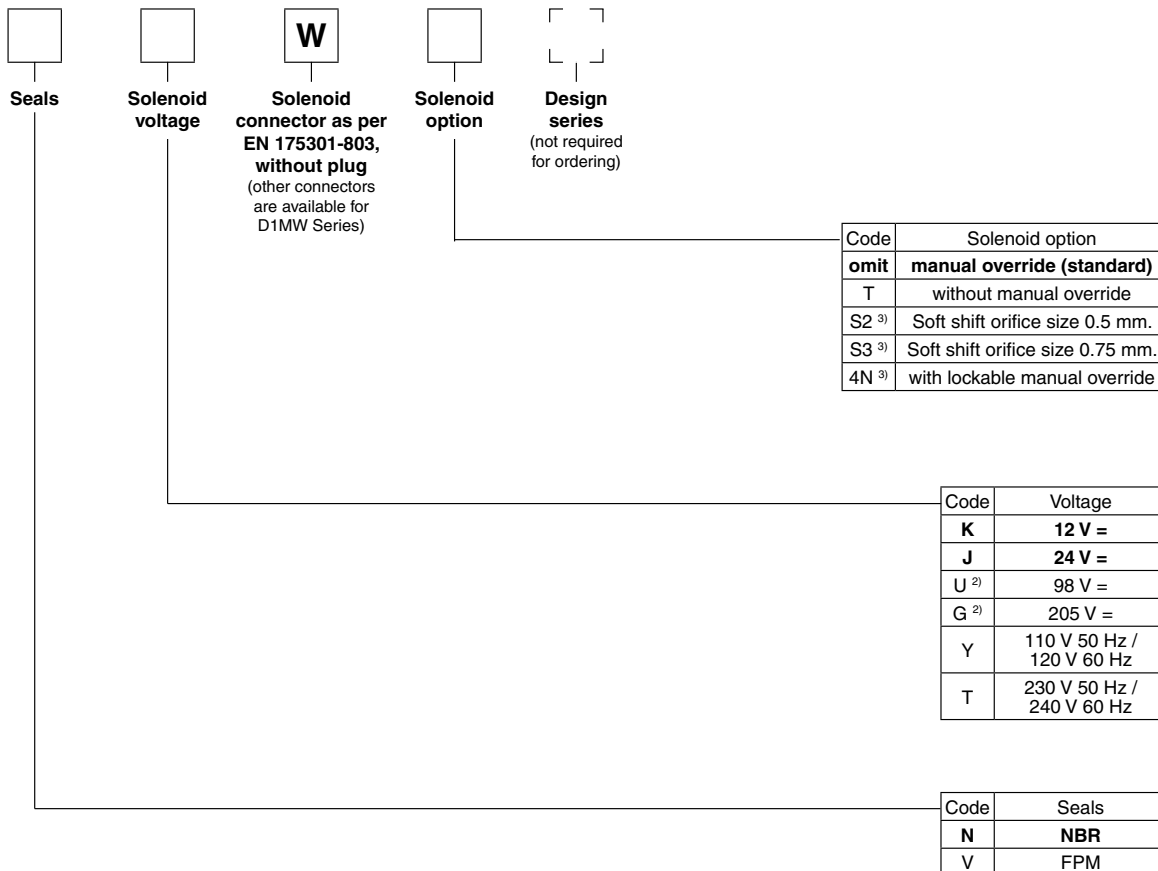 W
Seals
Solenoid
voltage
Solenoid
connector as per
EN 175301-803,
without plug
(other connectors
are available for
D1MW Series)
Solenoid
option
Design
series
(not required
for ordering)
Code Solenoid option
omit manual override (standard)
T without manual override
S2 3) Soft shift orifice size 0.5 mm.
S3 3) Soft shift orifice size 0.75 mm.
4N 3) with lockable manual override
Code Voltage
K 12 V =
J 24 V =
U 2) 98 V =
G 2) 205 V =
Y 110 V 50 Hz /
120 V 60 Hz
T 230 V 50 Hz /
240 V 60 Hz
Code Seals
N NBR
V FPM